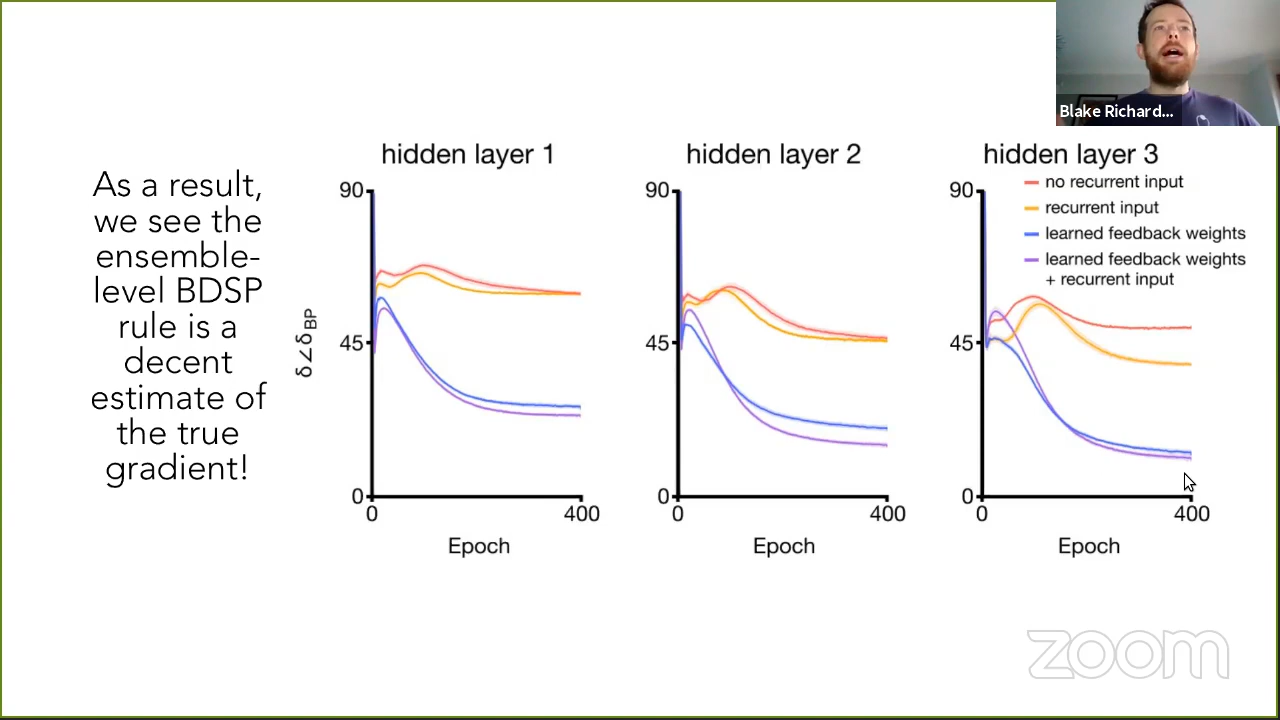 Blake Richard...
As a result,
we see the
ensemble-
level BDSP
rule is a
decent
estimate of
the true
gradient!
δ∠δBP
hidden layer 1
90
45
0
0
400
Epoch
hidden layer 2
90
45
0
0
400
Epoch
hidden layer 3
no recurrent input
recurrent input
learned feedback weights
learned feedback weights
+ recurrent input
90
45
0
0
400
Epoch
zoom